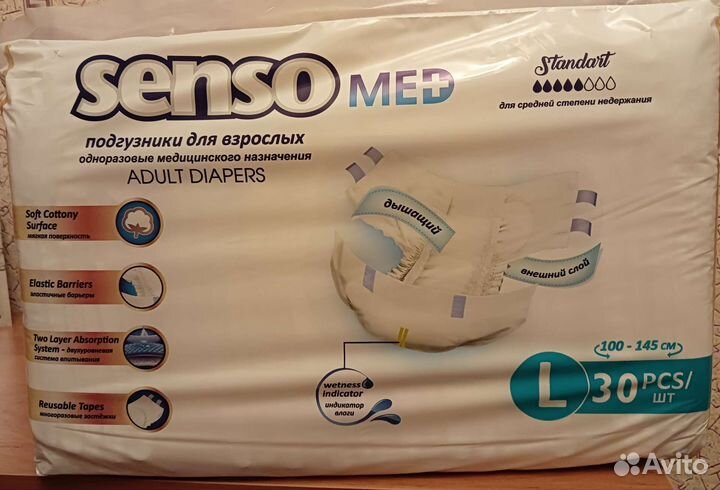 senso MED
Standart
для средней степени недержания
подгузники для взрослых
одноразовые медицинского назначения
ADULT DIAPERS
Soft Cottony
Surface
мягкая поверхность
Elastic Barriers
эластичные барьеры
Two Layer Absorption
System - двухуровневая
система впитывания
Reusable Tapes
многоразовые застёжки
дышащий
внешний слой
wetness
indicator
индикатор
влаги
100 - 145 см
L 30 PCS/
шт
Avito